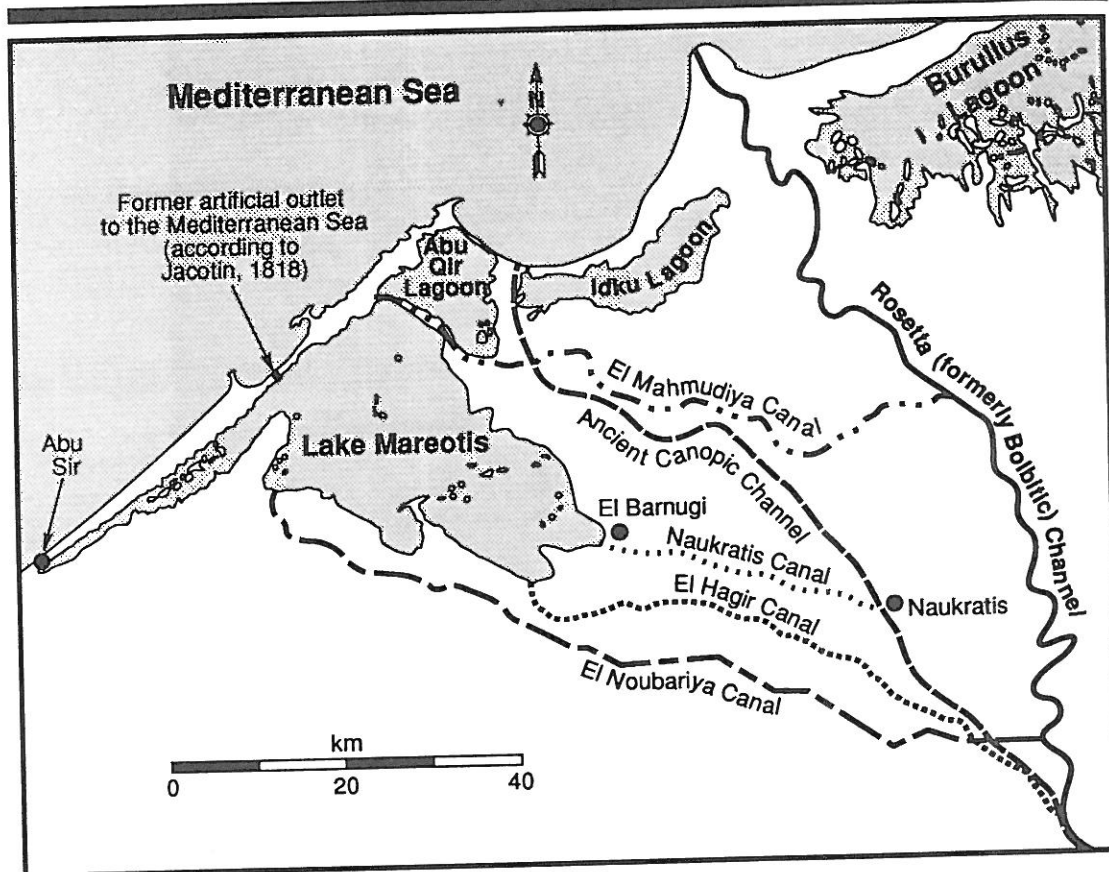 Mediterranean Sea
N
Burullus
Lagoon
Former artificial outlet
to the Mediterranean Sea
(according to
Jacotin, 1818)
Abu
Qir
Lagoon
Idku Lagoon
Rosetta (formerly Bolbitic) Channel
El Mahmudiya Canal
Ancient Canopic Channel
Abu
Sir
Lake Mareotis
El Barnugi
Naukratis Canal
Naukratis
El Hagir Canal
El Noubariya Canal
km
0 20 40